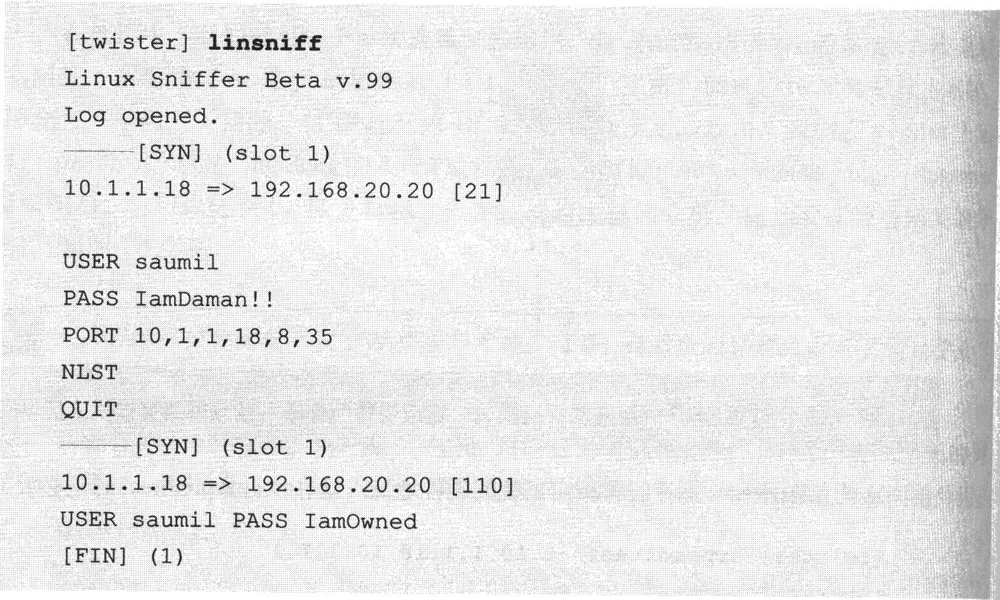 [twister] linsniff
Linux Sniffer Beta v.99
Log opened.
———[SYN] (slot 1)
10.1.1.18 => 192.168.20.20 [21]
USER saumil
PASS IamDaman!!
PORT 10,1,1,18,8,35
NLST
QUIT
———[SYN] (slot 1)
10.1.1.18 => 192.168.20.20 [110]
USER saumil PASS IamOwned
[FIN] (1)